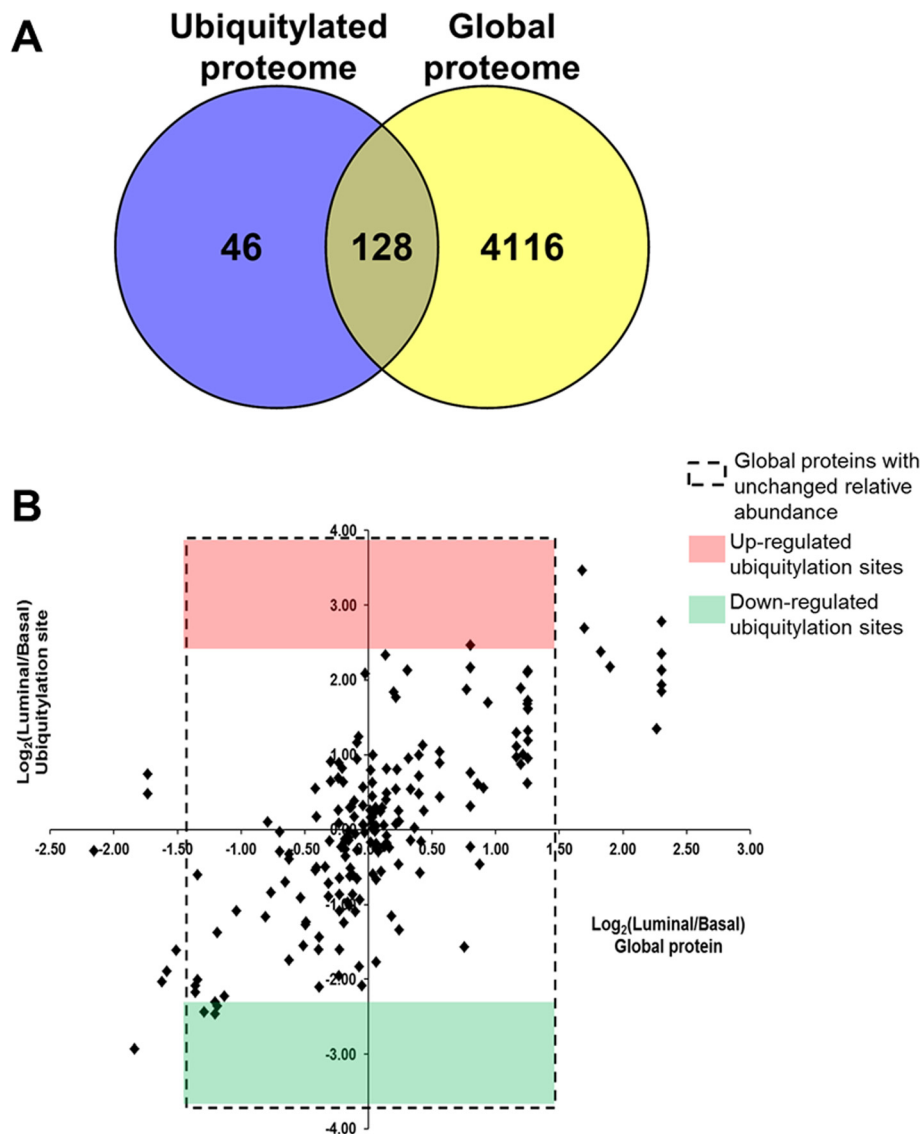 A
Ubiquitylated
proteome
Global
proteome
46
128
4116
B
Global proteins with
unchanged relative
abundance
Up-regulated
ubiquitylation sites
Down-regulated
ubiquitylation sites
Log2(Luminal/Basal)
Ubiquitylation site
4.00
3.00
2.00
1.00
0.00
-2.50 -2.00 -1.50 -1.00 -0.50 0.00 0.50 1.00 1.50 2.00 2.50 3.00
-1.00
-2.00
-3.00
-4.00
Log2(Luminal/Basal)
Global protein